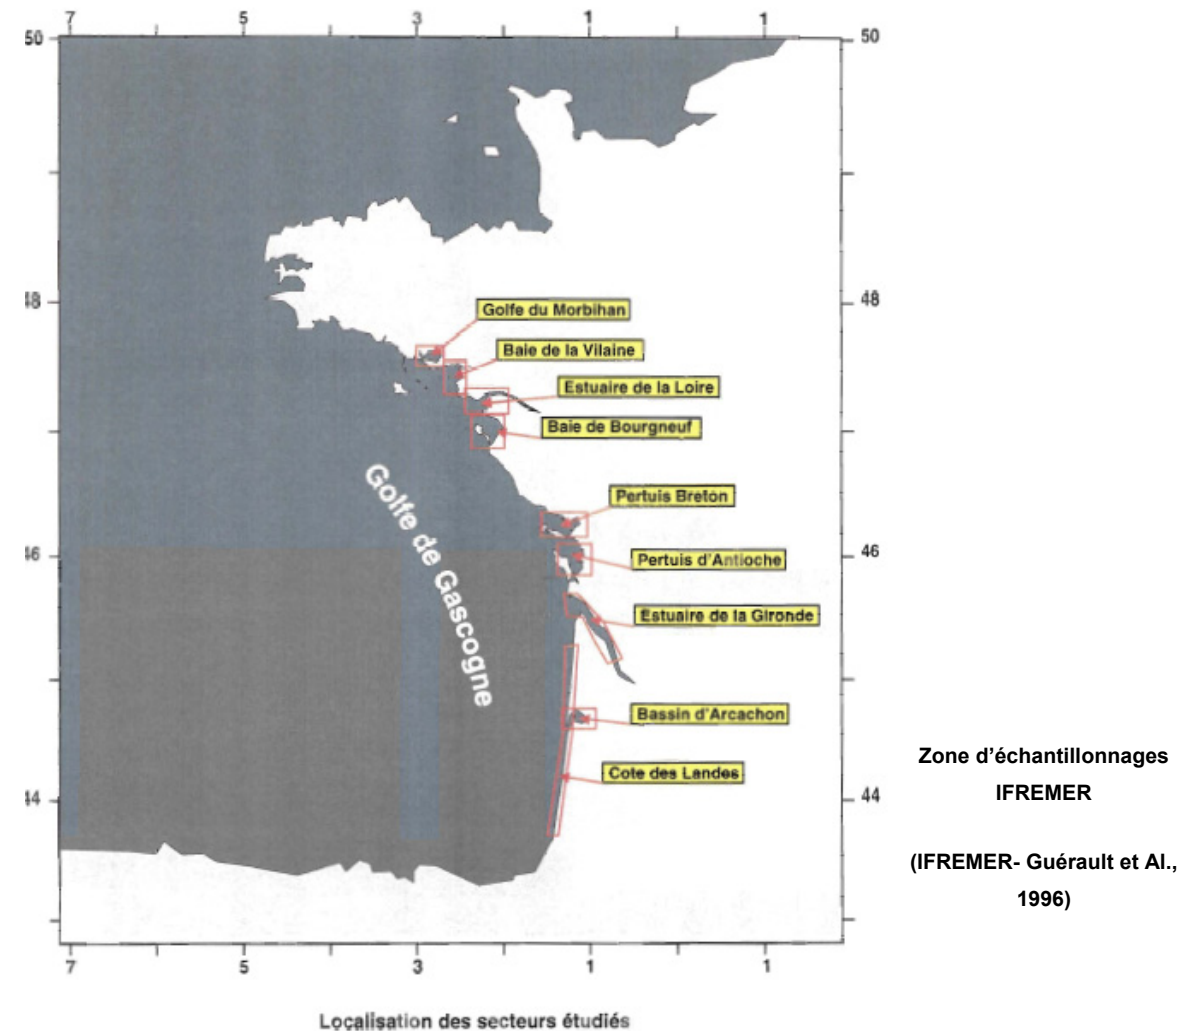 7 5 3 1 1
50 50
Golfe du Morbihan
48 48
Baie de la Vilaine
Estuaire de la Loire
Baie de Bourgneuf
Golfe de Gascogne
Pertuis Breton
46 46
Pertuis d'Antioche
Estuaire de la Gironde
Bassin d'Arcachon
Cote des Landes
44 44
7 5 3 1 1
Localisation des secteurs étudiés
Zone d'échantillonnages
IFREMER
(IFREMER- Guérault et Al.,
1996)